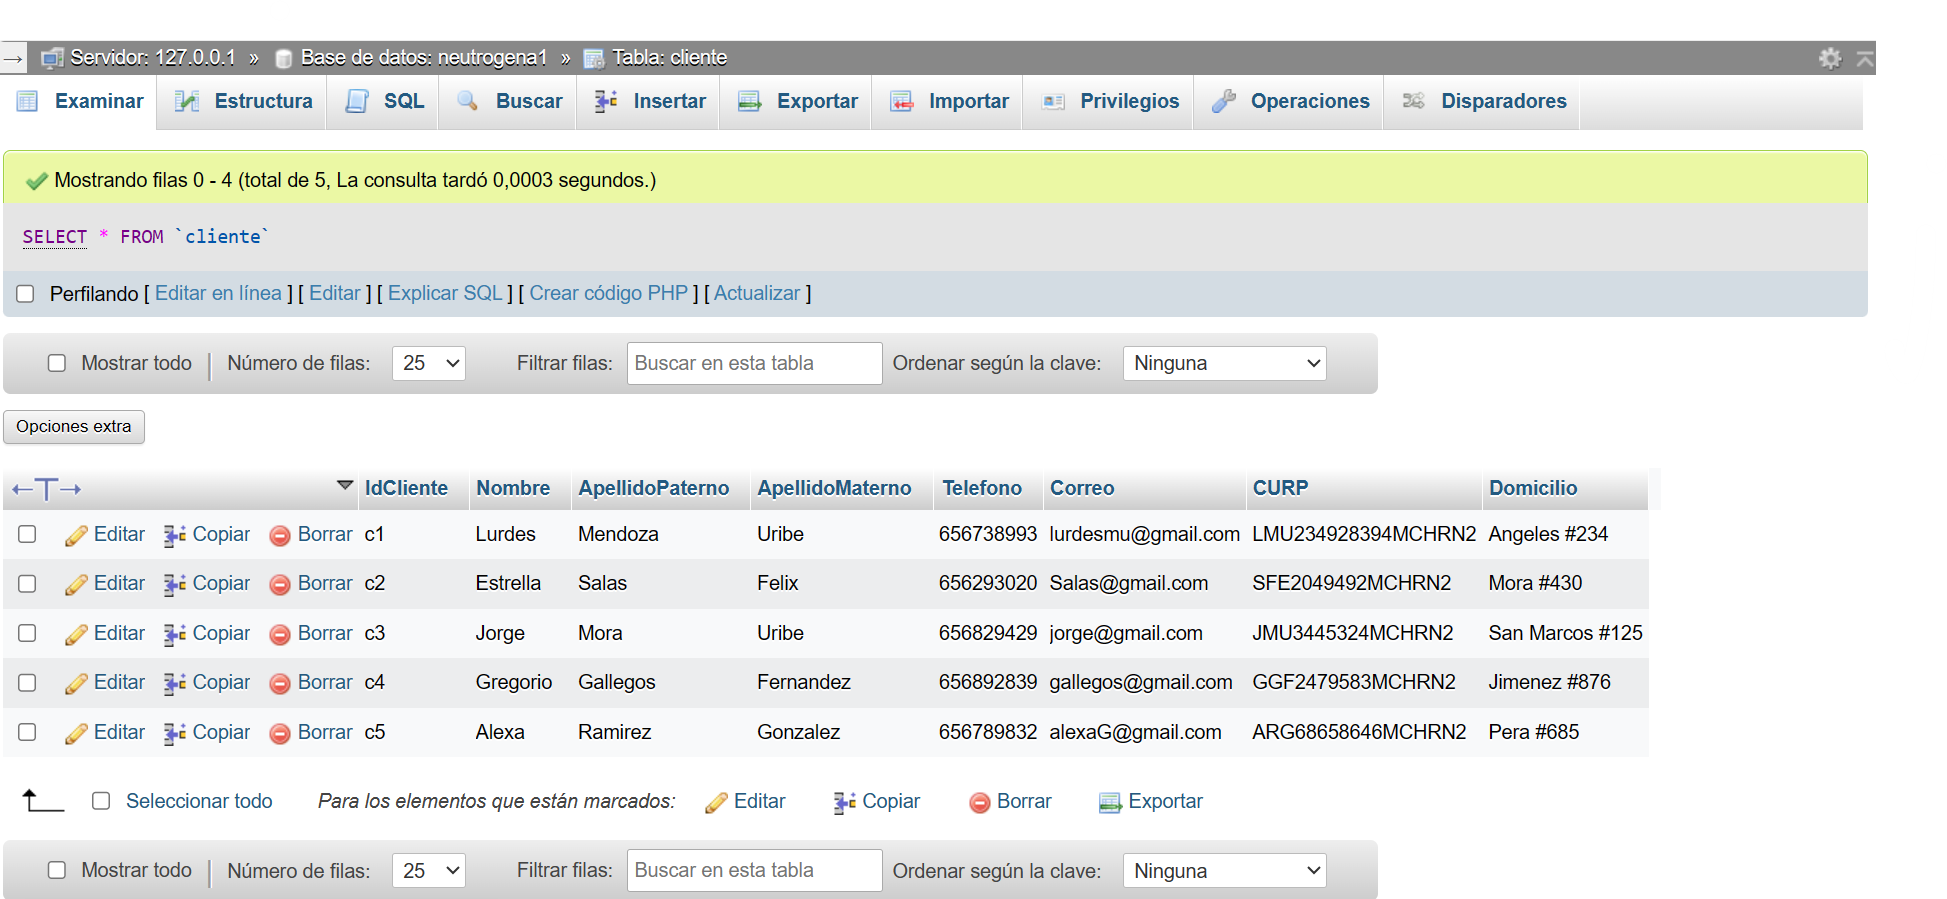 → Servidor: 127.0.0.1 » Base de datos: neutrogena1 » Tabla: cliente
Examinar Estructura SQL Buscar Insertar Exportar Importar Privilegios Operaciones Disparadores
Mostrando filas 0 - 4 (total de 5, La consulta tardó 0,0003 segundos.)
SELECT * FROM `cliente`
Perfilando [ Editar en línea ] [ Editar ] [ Explicar SQL ] [ Crear código PHP ] [ Actualizar ]
Mostrar todo | Número de filas: 25 Filtrar filas: Buscar en esta tabla Ordenar según la clave: Ninguna
Opciones extra
←T→ IdCliente Nombre ApellidoPaterno ApellidoMaterno Telefono Correo CURP Domicilio
Editar Copiar Borrar c1 Lurdes Mendoza Uribe 656738993 lurdesmu@gmail.com LMU234928394MCHRN2 Angeles #234
Editar Copiar Borrar c2 Estrella Salas Felix 656293020 Salas@gmail.com SFE2049492MCHRN2 Mora #430
Editar Copiar Borrar c3 Jorge Mora Uribe 656829429 jorge@gmail.com JMU3445324MCHRN2 San Marcos #125
Editar Copiar Borrar c4 Gregorio Gallegos Fernandez 656892839 gallegos@gmail.com GGF2479583MCHRN2 Jimenez #876
Editar Copiar Borrar c5 Alexa Ramirez Gonzalez 656789832 alexaG@gmail.com ARG68658646MCHRN2 Pera #685
Seleccionar todo Para los elementos que están marcados: Editar Copiar Borrar Exportar
Mostrar todo | Número de filas: 25 Filtrar filas: Buscar en esta tabla Ordenar según la clave: Ninguna